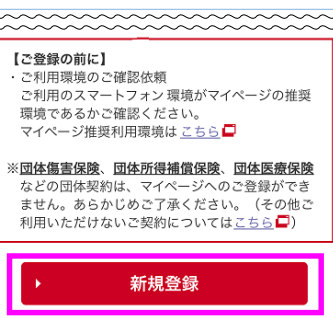 【ご登録の前に】
・ご利用環境のご確認依頼
ご利用のスマートフォン環境がマイページの推奨
環境であるかご確認ください。
マイページ推奨利用環境は こちら
※団体傷害保険、団体所得補償保険、団体医療保険
などの団体契約は、マイページへのご登録ができ
ません。あらかじめご了承ください。（その他ご
利用いただけないご契約についてはこちら）
新規登録